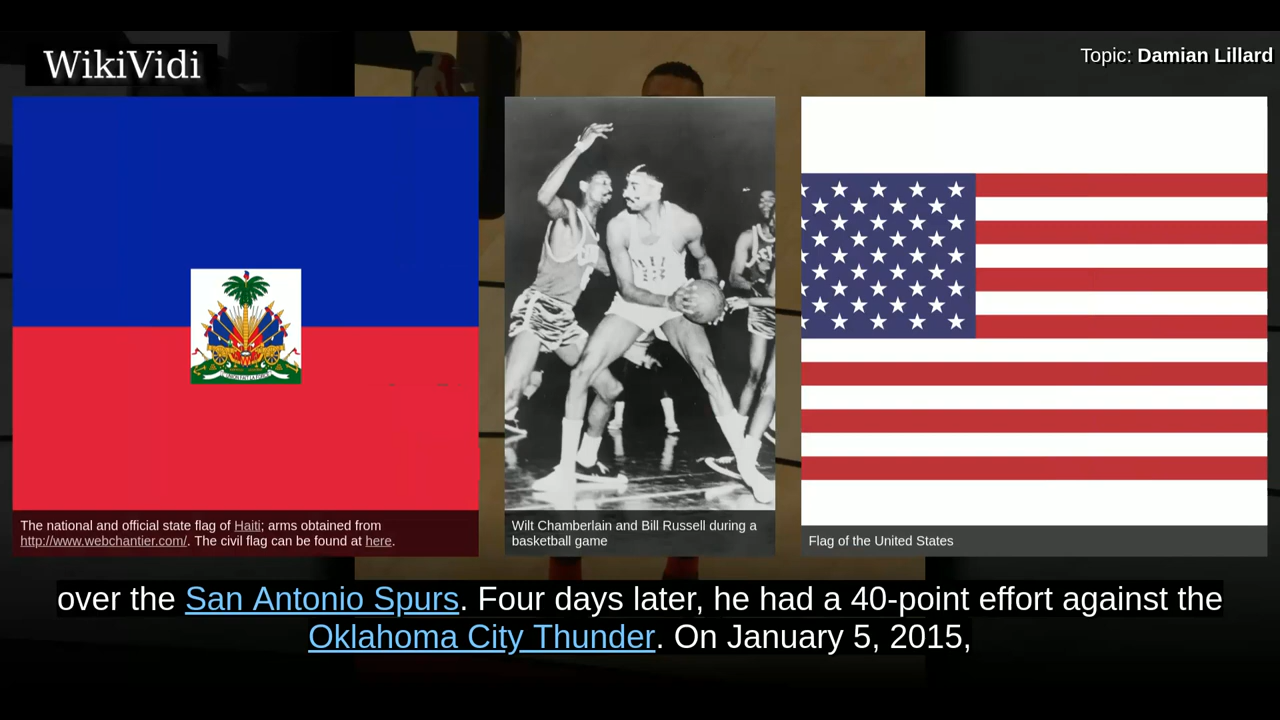 WikiVidi
Topic: Damian Lillard
The national and official state flag of Haiti; arms obtained from
http://www.webchantier.com/. The civil flag can be found at here.
Wilt Chamberlain and Bill Russell during a
basketball game
Flag of the United States
over the San Antonio Spurs. Four days later, he had a 40-point effort against the
Oklahoma City Thunder. On January 5, 2015,